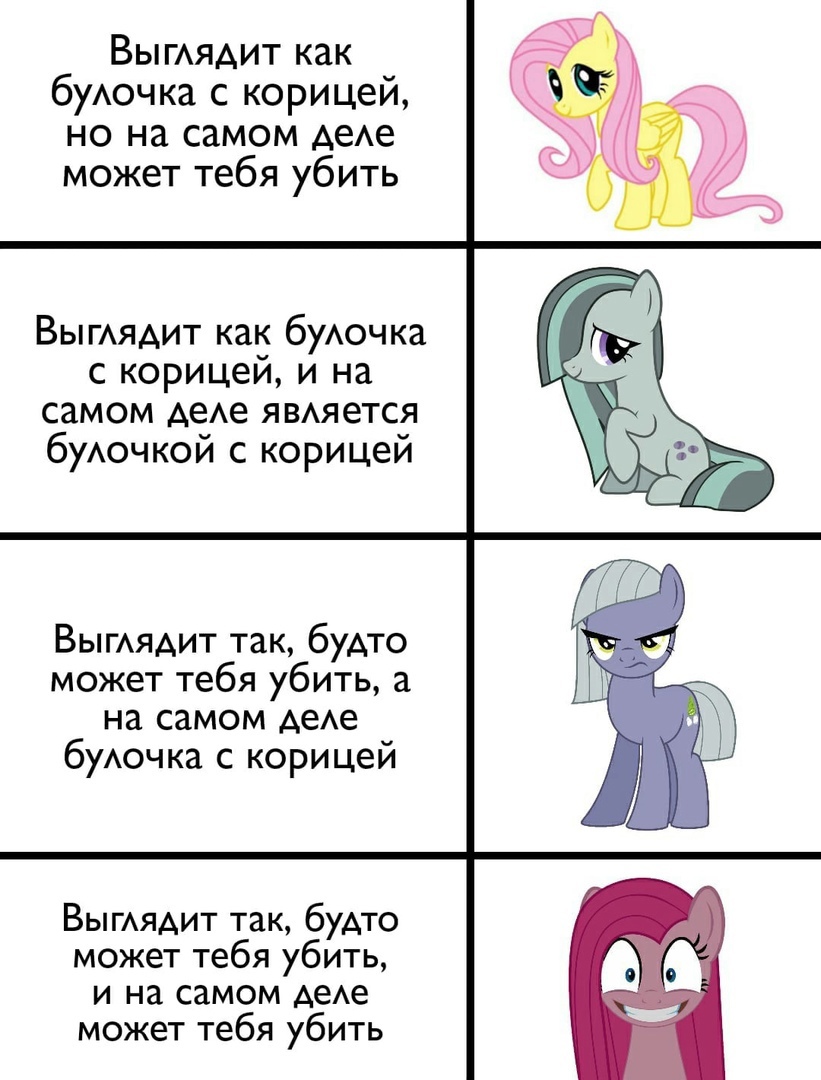 Выглядит как
булочка с корицей,
но на самом деле
может тебя убить
Выглядит как булочка
с корицей, и на
самом деле является
булочкой с корицей
Выглядит так, будто
может тебя убить, а
на самом деле
булочка с корицей
Выглядит так, будто
может тебя убить,
и на самом деле
может тебя убить